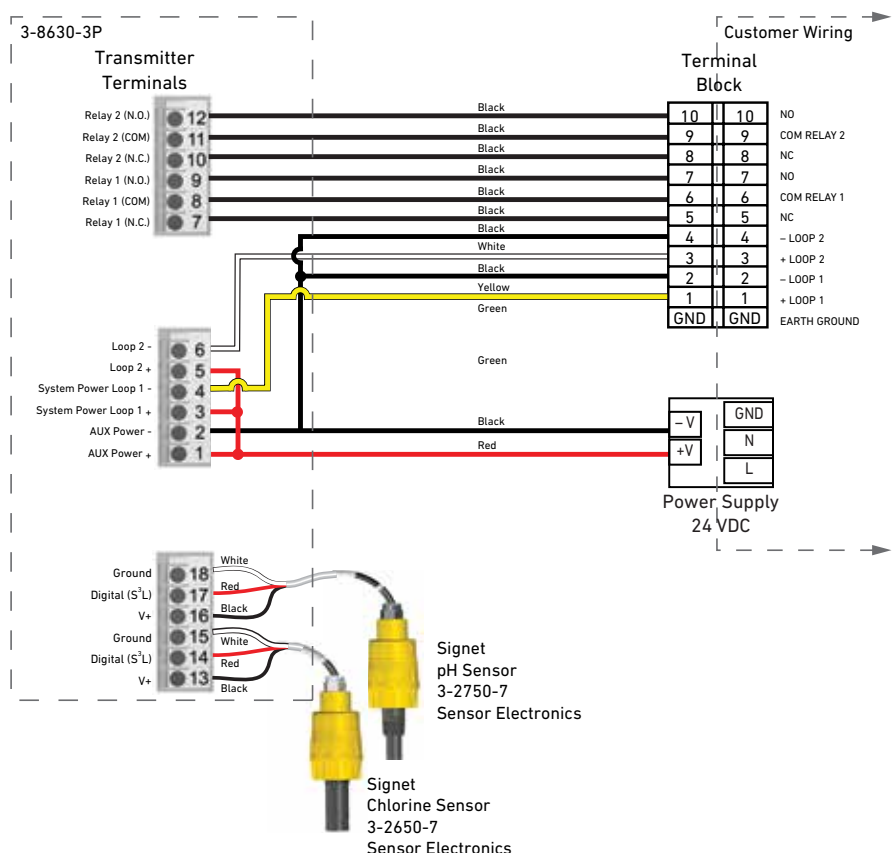 3-8630-3P
Customer Wiring
Transmitter
Terminals
Terminal
Block
Relay 2 (N.O.) 12 Black 10 10 NO
Relay 2 (COM) 11 Black 9 9 COM RELAY 2
Relay 2 (N.C.) 10 Black 8 8 NC
Relay 1 (N.O.) 9 Black 7 7 NO
Relay 1 (COM) 8 Black 6 6 COM RELAY 1
Relay 1 (N.C.) 7 Black 5 5 NC
Black 4 4 – LOOP 2
White 3 3 + LOOP 2
Black 2 2 – LOOP 1
Yellow 1 1 + LOOP 1
Green GND GND EARTH GROUND
Loop 2 - 6
Green
Loop 2 + 5
System Power Loop 1 - 4
System Power Loop 1 + 3
AUX Power - 2 Black – V GND
AUX Power + 1 Red +V N
L
Power Supply
24 VDC
Ground 18 White
Digital (S³L) 17 Red
V+ 16 Black
Ground 15 White
Digital (S³L) 14 Red
V+ 13 Black
Signet
pH Sensor
3-2750-7
Sensor Electronics
Signet
Chlorine Sensor
3-2650-7
Sensor Electronics